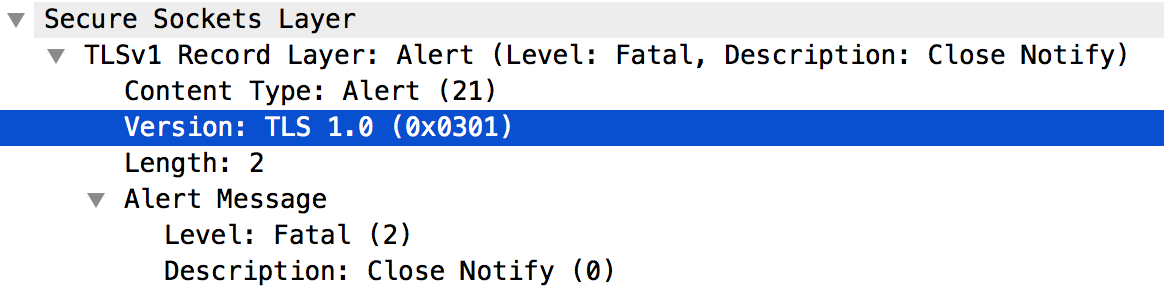 Secure Sockets Layer
TLSv1 Record Layer: Alert (Level: Fatal, Description: Close Notify)
Content Type: Alert (21)
Version: TLS 1.0 (0x0301)
Length: 2
Alert Message
Level: Fatal (2)
Description: Close Notify (0)